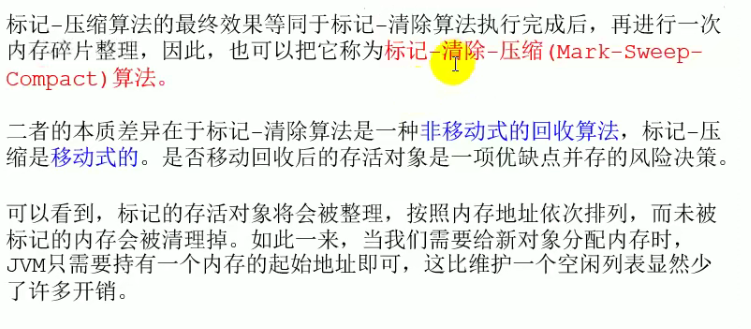 标记-压缩算法的最终效果等同于标记-清除算法执行完成后，再进行一次
内存碎片整理，因此，也可以把它称为标记-清除-压缩(Mark-Sweep-
Compact)算法。
二者的本质差异在于标记-清除算法是一种非移动式的回收算法，标记-压
缩是移动式的。是否移动回收后的存活对象是一项优缺点并存的风险决策。
可以看到，标记的存活对象将会被整理，按照内存地址依次排列，而未被
标记的内存会被清理掉。如此一来，当我们需要给新对象分配内存时，
JVM只需要持有一个内存的起始地址即可，这比维护一个空闲列表显然少
了许多开销。